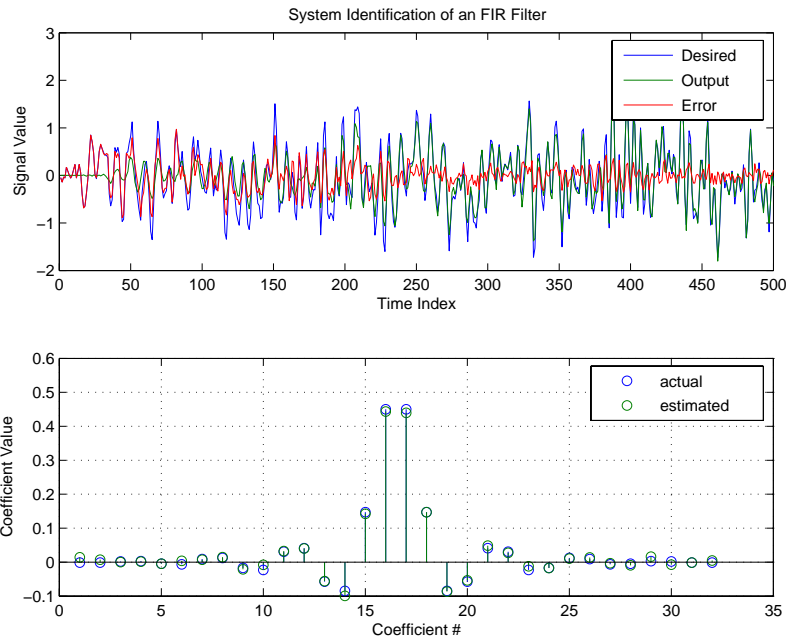 System Identification of an FIR Filter
3
2
1
0
−1
−2
Signal Value
Desired
Output
Error
0 50 100 150 200 250 300 350 400 450 500
Time Index
0.6
0.5
0.4
0.3
0.2
0.1
0
−0.1
Coefficient Value
actual
estimated
0 5 10 15 20 25 30 35
Coefficient #